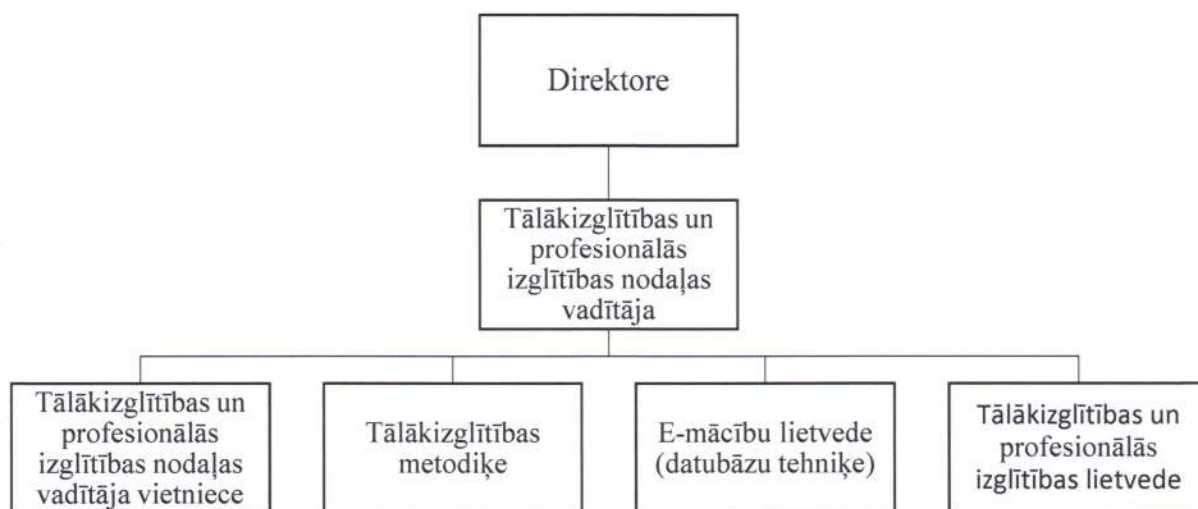 Direktore
Tālākizglītības un
profesionālās
izglītības nodaļas
vadītāja
Tālākizglītības un
profesionālās
izglītības nodaļas
vadītāja vietniece
Tālākizglītības
metodiķe
E-mācību lietvede
(datubāzu tehniķe)
Tālākizglītības un
profesionālās
izglītības lietvede